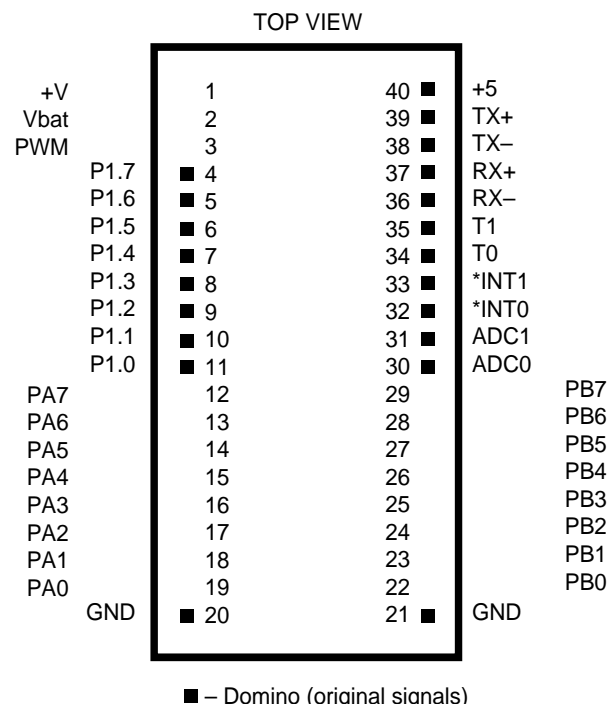 TOP VIEW
+V 1 40 ■ +5
Vbat 2 39 ■ TX+
PWM 3 38 ■ TX–
P1.7 ■ 4 37 ■ RX+
P1.6 ■ 5 36 ■ RX–
P1.5 ■ 6 35 ■ T1
P1.4 ■ 7 34 ■ T0
P1.3 ■ 8 33 ■ *INT1
P1.2 ■ 9 32 ■ *INT0
P1.1 ■ 10 31 ■ ADC1
P1.0 ■ 11 30 ■ ADC0
PA7 12 29 PB7
PA6 13 28 PB6
PA5 14 27 PB5
PA4 15 26 PB4
PA3 16 25 PB3
PA2 17 24 PB2
PA1 18 23 PB1
PA0 19 22 PB0
GND ■ 20 21 ■ GND
■ – Domino (original signals)